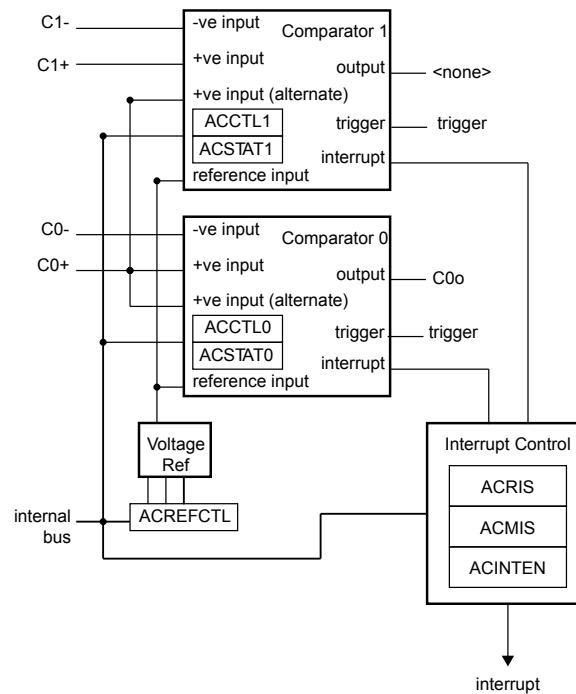 C1-
-ve input
Comparator 1
C1+
+ve input
output
<none>
+ve input (alternate)
ACCTL1
trigger
trigger
ACSTAT1
interrupt
reference input
C0-
-ve input
Comparator 0
C0+
+ve input
output
C0o
+ve input (alternate)
ACCTL0
trigger
trigger
ACSTAT0
interrupt
reference input
Voltage
Ref
Interrupt Control
ACRIS
internal
bus
ACREFCTL
ACMIS
ACINTEN
interrupt